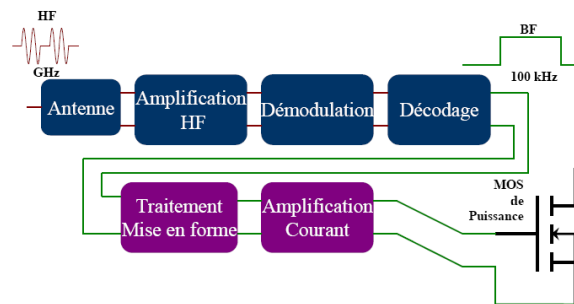 HF
GHz
BF
100 kHz
Antenne
Amplification
HF
Démodulation
Décodage
Traitement
Mise en forme
Amplification
Courant
MOS
de
Puissance